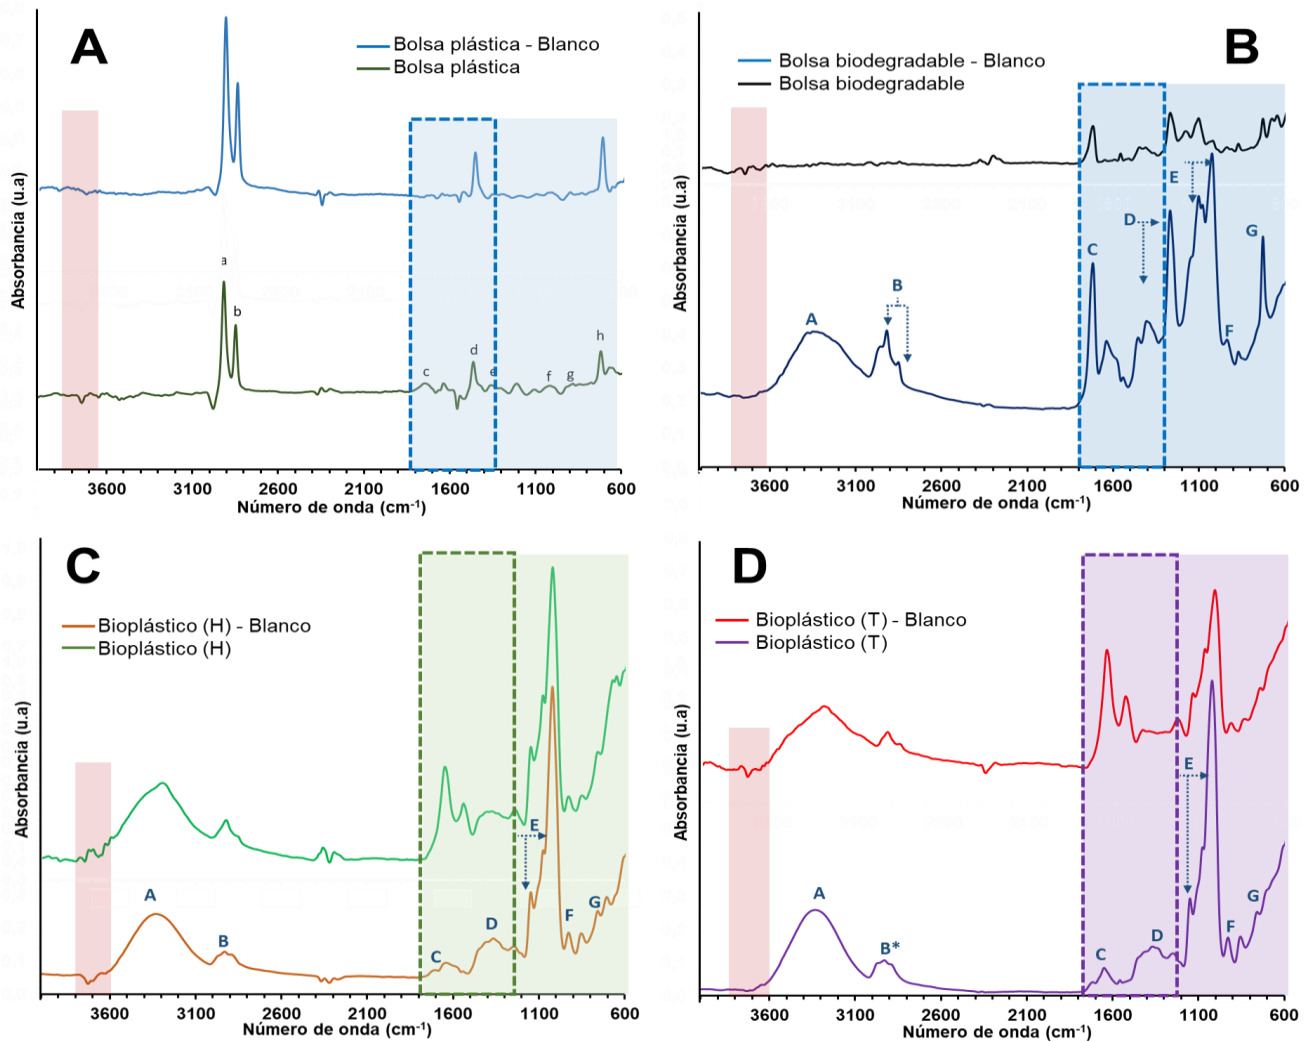 A
Bolsa plástica - Blanco
Bolsa plástica
a
b
c
d
e
f
g
h
Absorbancia (u.a)
3600 3100 2600 2100 1600 1100 600
Número de onda (cm-1)
B
Bolsa biodegradable - Blanco
Bolsa biodegradable
A
B
C
D
E
F
G
Absorbancia (u.a)
3600 3100 2600 2100 1600 1100 600
Número de onda (cm-1)
C
Bioplástico (H) - Blanco
Bioplástico (H)
A
B
C
D
E
F
G
Absorbancia (u.a)
3600 3100 2600 2100 1600 1100 600
Número de onda (cm-1)
D
Bioplástico (T) - Blanco
Bioplástico (T)
A
B*
C
D
E
F
G
Absorbancia (u.a)
3600 3100 2600 2100 1600 1100 600
Número de onda (cm-1)